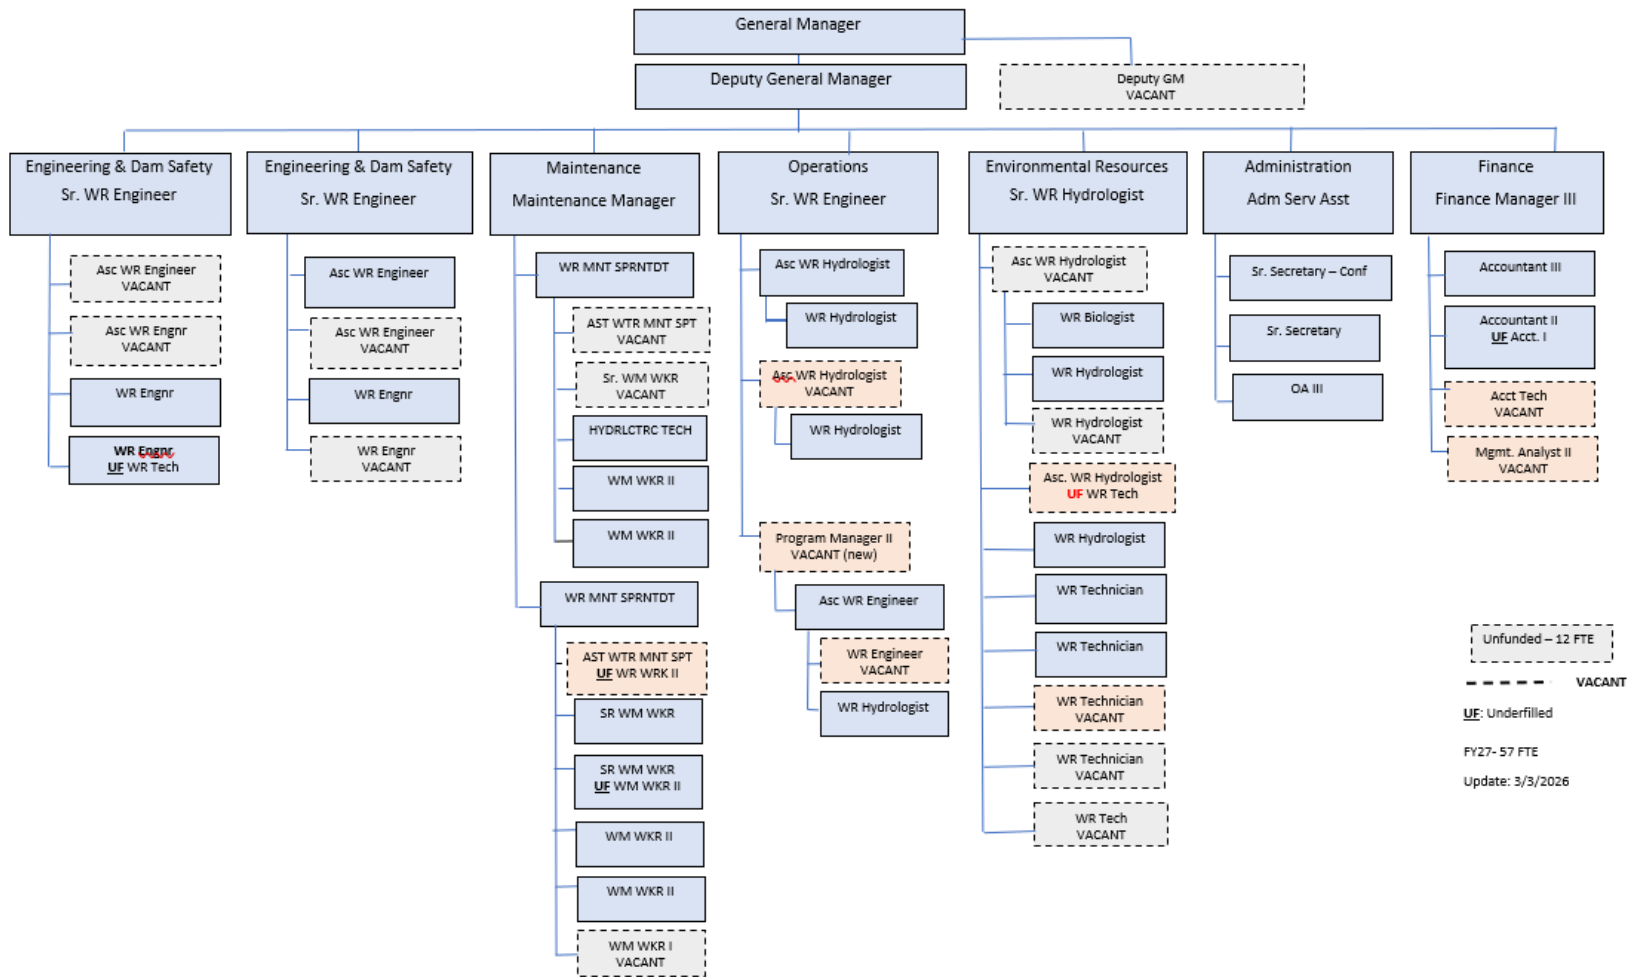 General Manager
Deputy General Manager
Deputy GM
VACANT
Engineering & Dam Safety
Sr. WR Engineer
Asc WR Engineer
VACANT
Asc WR Engnr
VACANT
WR Engnr
WR Engnr
UF WR Tech
Engineering & Dam Safety
Sr. WR Engineer
Asc WR Engineer
Asc WR Engineer
VACANT
WR Engnr
WR Engnr
VACANT
Maintenance
Maintenance Manager
WR MNT SPRNTDT
AST WTR MNT SPT
VACANT
Sr. WM WKR
VACANT
HYDRLCTRC TECH
WM WKR II
WM WKR II
WR MNT SPRNTDT
AST WTR MNT SPT
UF WR WRK II
SR WM WKR
SR WM WKR
UF WM WKR II
WM WKR II
WM WKR II
WM WKR I
VACANT
Operations
Sr. WR Engineer
Asc WR Hydrologist
WR Hydrologist
Asc WR Hydrologist
VACANT
WR Hydrologist
Program Manager II
VACANT (new)
Asc WR Engineer
WR Engineer
VACANT
WR Hydrologist
Environmental Resources
Sr. WR Hydrologist
Asc WR Hydrologist
VACANT
WR Biologist
WR Hydrologist
WR Hydrologist
VACANT
Asc. WR Hydrologist
UF WR Tech
WR Hydrologist
WR Technician
WR Technician
WR Technician
VACANT
WR Technician
VACANT
WR Tech
VACANT
Administration
Adm Serv Asst
Sr. Secretary – Conf
Sr. Secretary
OA III
Finance
Finance Manager III
Accountant III
Accountant II
UF Acct. I
Acct Tech
VACANT
Mgmt. Analyst II
VACANT
Unfunded – 12 FTE
VACANT
UF: Underfilled
FY27- 57 FTE
Update: 3/3/2026